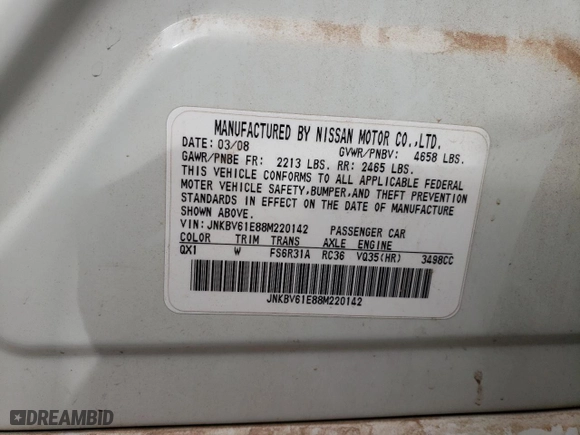 MANUFACTURED BY NISSAN MOTOR CO.,LTD.
DATE: 03/08 GVWR/PNBV: 4658 LBS.
GAWR/PNBE FR: 2213 LBS. RR: 2465 LBS.
THIS VEHICLE CONFORMS TO ALL APPLICABLE FEDERAL
MOTER VEHICLE SAFETY,BUMPER,AND THEFT PREVENTION
STANDARDS IN EFFECT ON THE DATE OF MANUFACTURE
SHOWN ABOVE.
VIN: JNKBV61E88M220142 PASSENGER CAR
COLOR TRIM TRANS AXLE ENGINE
QX1 W FS6R31A RC36 VQ35(HR) 3498CC
JNKBV61E88M220142
DREAMBID